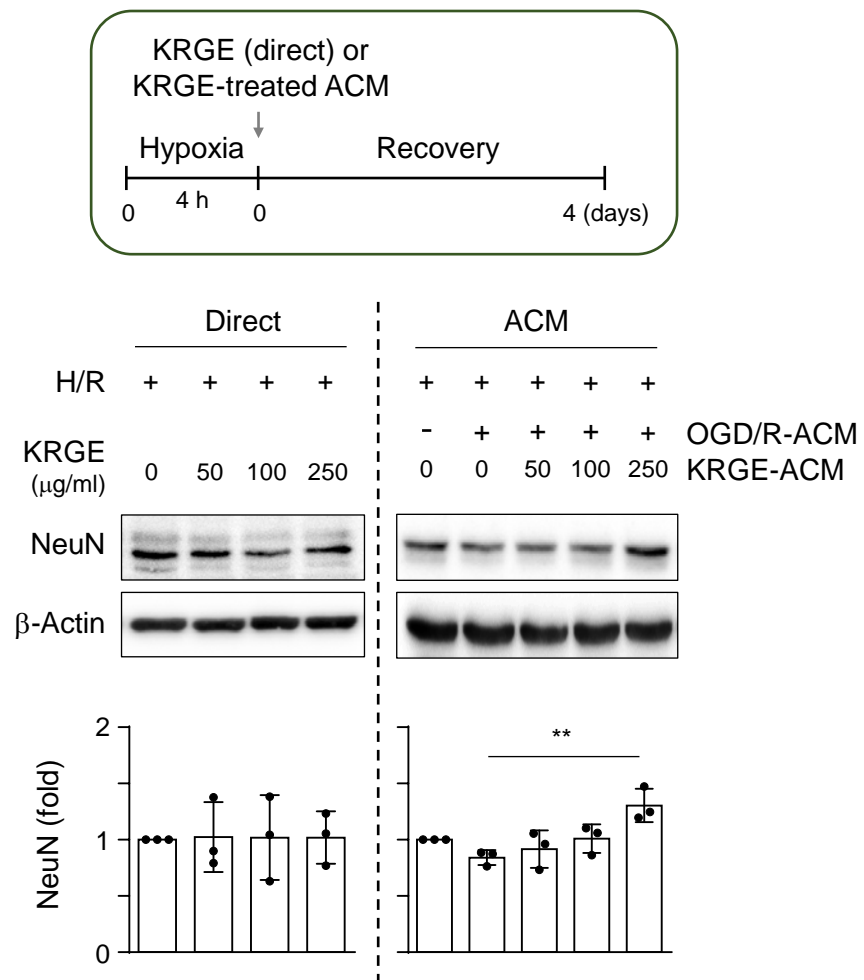 KRGE (direct) or
KRGE-treated ACM
Hypoxia Recovery
4 h
0 0 4 (days)
Direct ACM
H/R + + + + + + + + +
- + + + + OGD/R-ACM
KRGE
(μg/ml) 0 50 100 250 0 0 50 100 250 KRGE-ACM
NeuN
β-Actin
2
**
NeuN (fold)
1
0